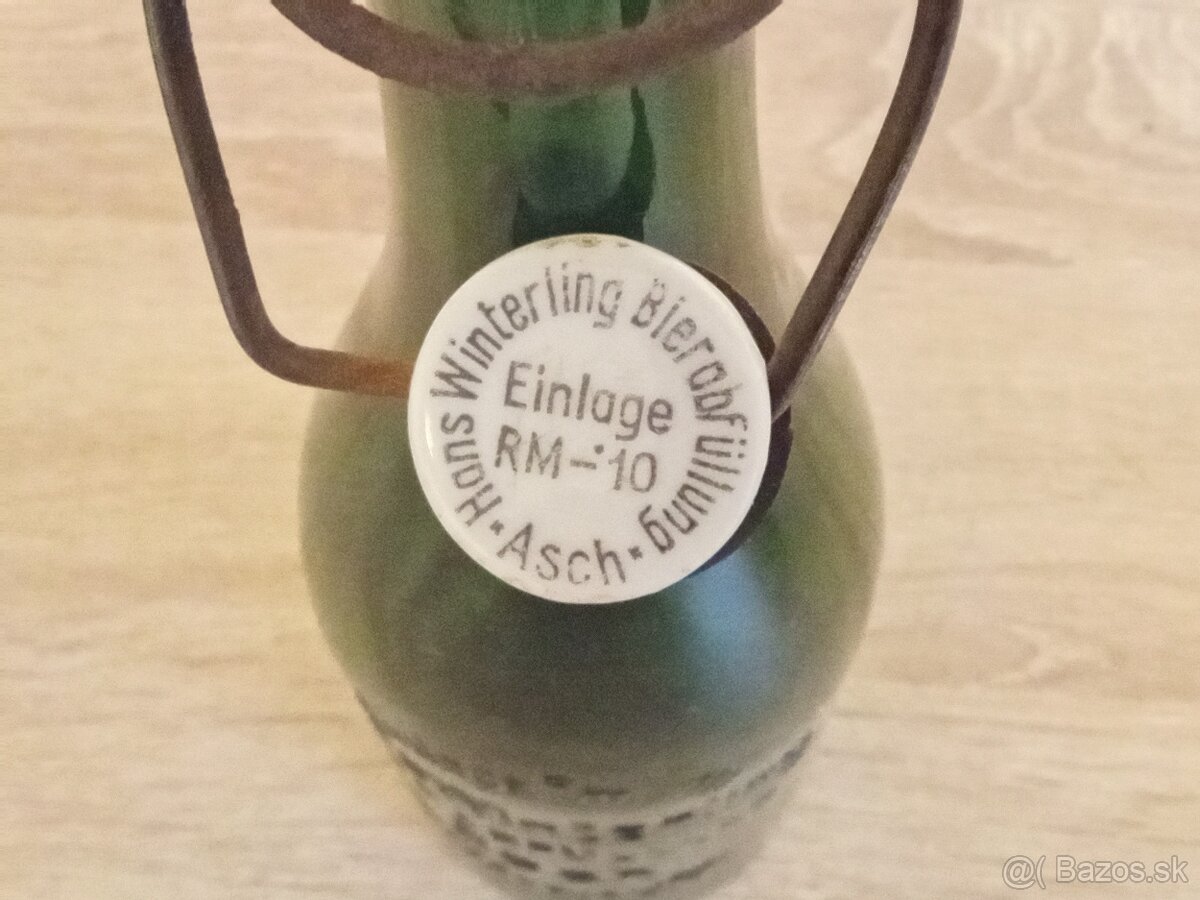 Hans Winterling Bierabfüllung
Einlage
RM-·10
• Asch •
@( Bazos.sk